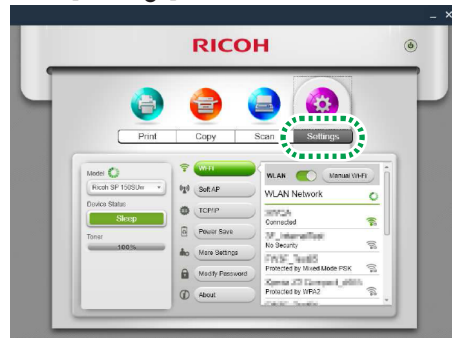 RICOH
Print
Copy
Scan
Settings
Model
Ricoh SP 150SUw
Device Status
Sleep
Toner
100%
Wi-Fi
Soft AP
TCP/IP
Power Save
More Settings
Modify Password
About
WLAN
Manual Wi-Fi
WLAN Network
Connected
No Security
Protected by Mixed Mode PSK
Protected by WPA2